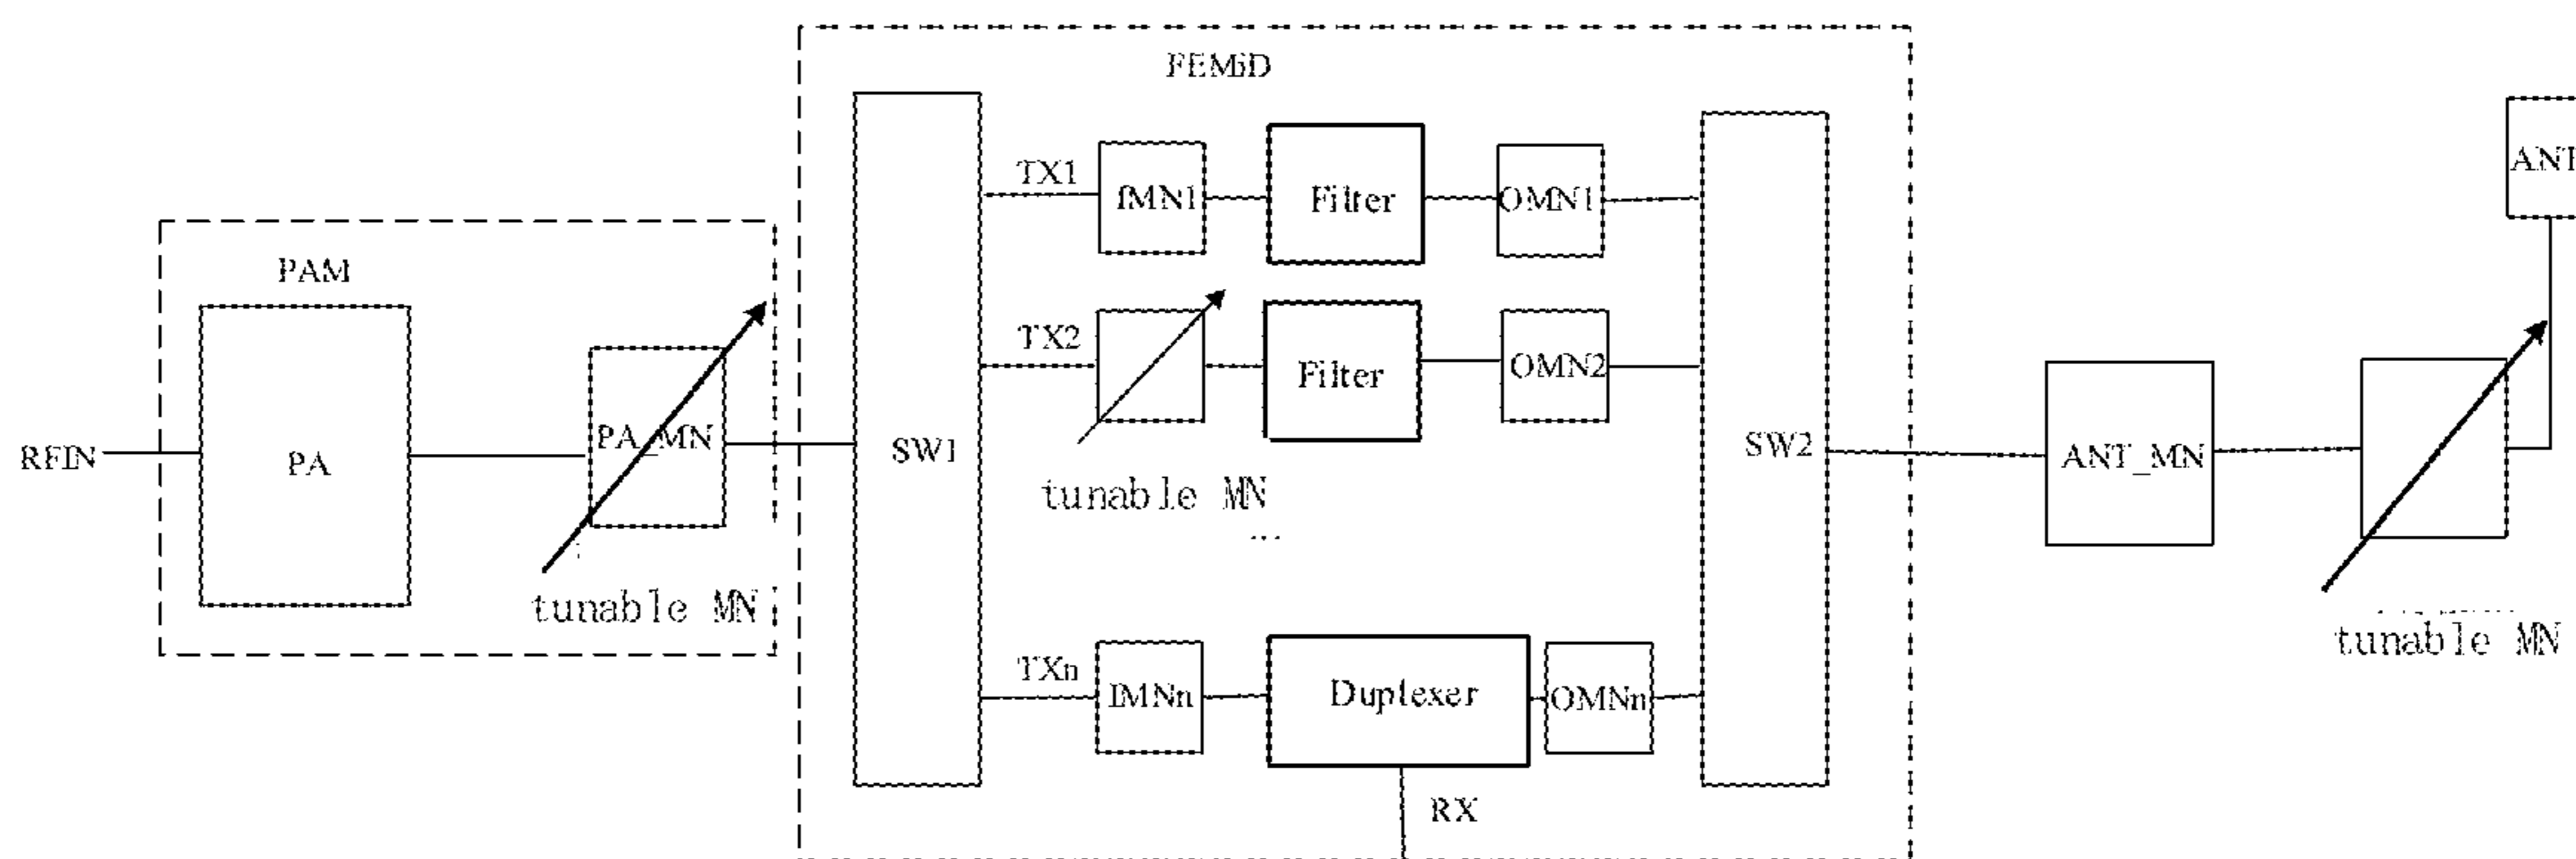 FEMiD
TX1
IMN1
Filter
OMN1
ANT
PAM
TX2
Filter
OMN2
RFIN
PA
PA_MN
SW1
SW2
ANT_MN
tunable MN
...
tunable MN
tunable MN
TXn
IMNn
Duplexer
OMNn
RX